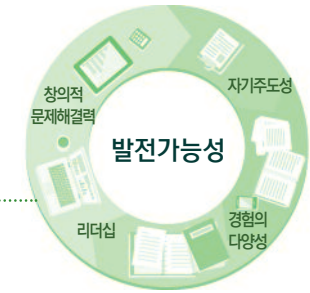 창의적
문제해결력
자기주도성
발전가능성
리더십
경험의
다양성